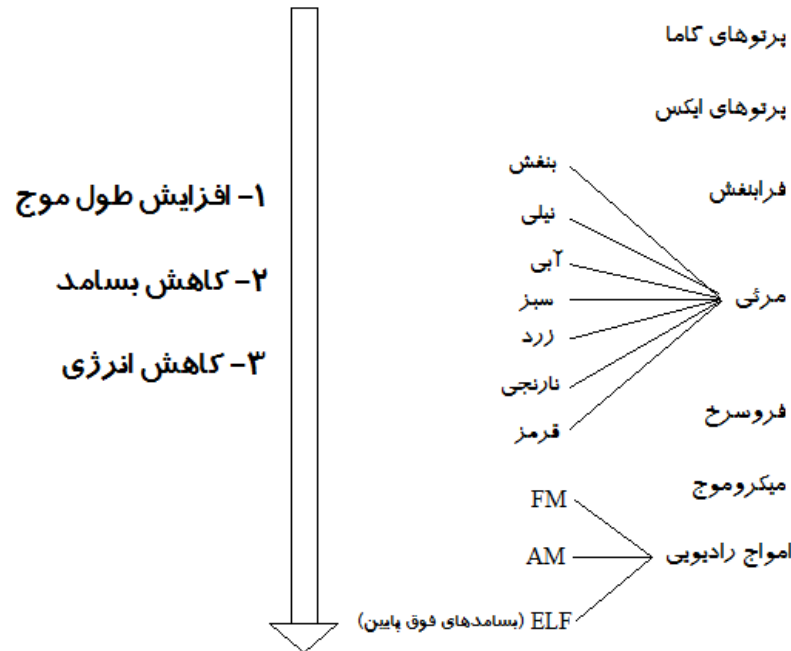 پرتوهای گاما
پرتوهای ایکس
فرابنفش
مرئی
بنفش
نیلی
آبی
سبز
زرد
نارنجی
قرمز
فروسرخ
میکروموج
امواج رادیویی
FM
AM
ELF (بسامدهای فوق پایین)
۱- افزایش طول موج
۲- کاهش بسامد
۳- کاهش انرژی